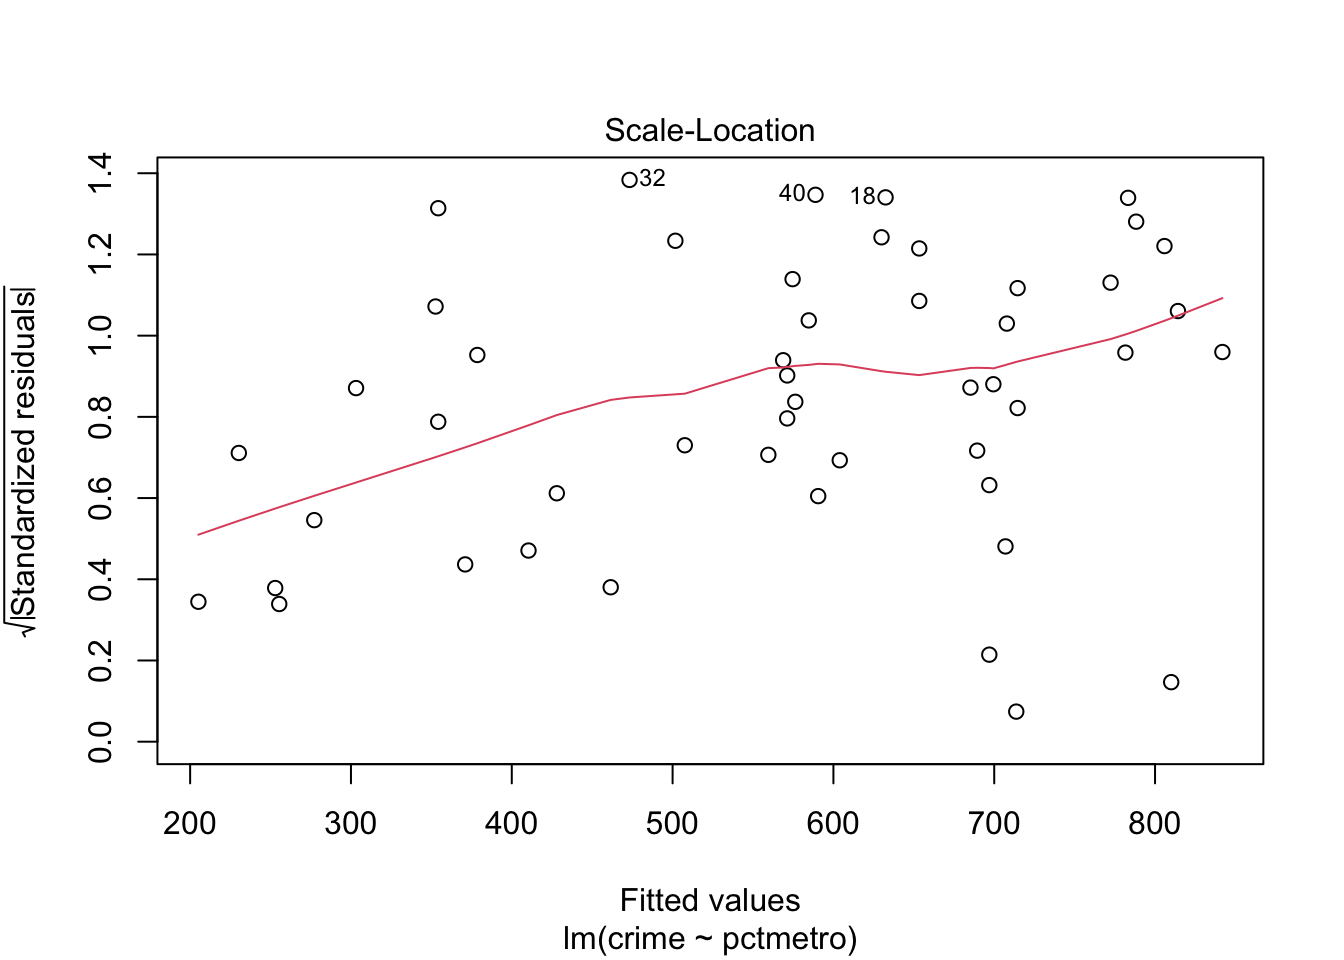 Scale-Location
√|Standardized residuals|
1.4
1.2
1.0
0.8
0.6
0.4
0.2
0.0
32
40
18
200 300 400 500 600 700 800
Fitted values
lm(crime ~ pctmetro)